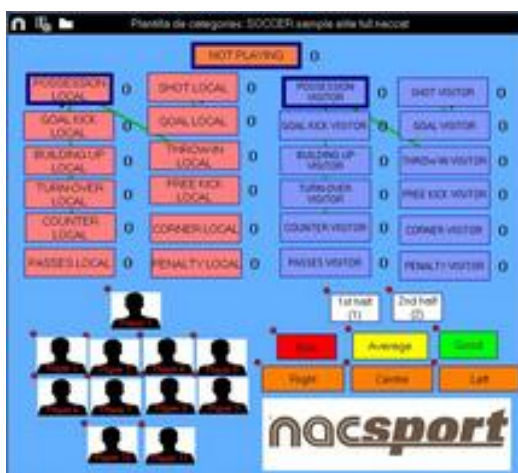 Plantilla de categories: SOCCER sample elite full.naccat
NOT PLAYING 0
POSSESSION LOCAL 0
SHOT LOCAL 0
POSSESSION VISITOR 0
SHOT VISITOR 0
GOAL KICK LOCAL 0
GOAL LOCAL 0
GOAL KICK VISITOR 0
GOAL VISITOR 0
BUILDING UP LOCAL 0
THROW-IN LOCAL 0
BUILDING UP VISITOR 0
THROW-IN VISITOR 0
TURN OVER LOCAL 0
FREE KICK LOCAL 0
TURN OVER VISITOR 0
FREE KICK VISITOR 0
COUNTER LOCAL 0
CORNER LOCAL 0
COUNTER VISITOR 0
CORNER VISITOR 0
PASSES LOCAL 0
PENALTY LOCAL 0
PASSES VISITOR 0
PENALTY VISITOR 0
1st half
(1)
2nd half
(2)
Average
Good
Right
Centre
Left
nacsport